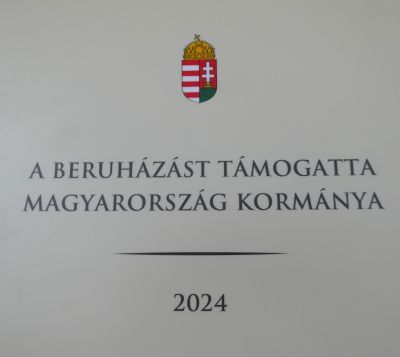 A BERUHÁZÁST TÁMOGATTA
MAGYARORSZÁG KORMÁNYA
2024